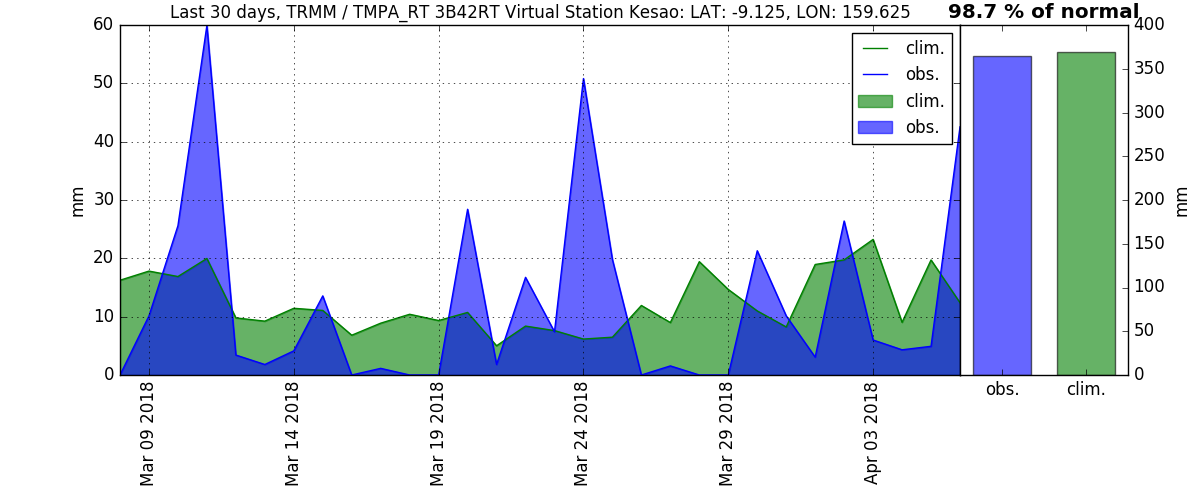 Last 30 days, TRMM / TMPA_RT 3B42RT Virtual Station Kesao: LAT: -9.125, LON: 159.625
98.7 % of normal
60
50
40
30
20
10
0
mm
clim.
obs.
clim.
obs.
400
350
300
250
200
150
100
50
0
mm
Mar 09 2018
Mar 14 2018
Mar 19 2018
Mar 24 2018
Mar 29 2018
Apr 03 2018
obs.
clim.